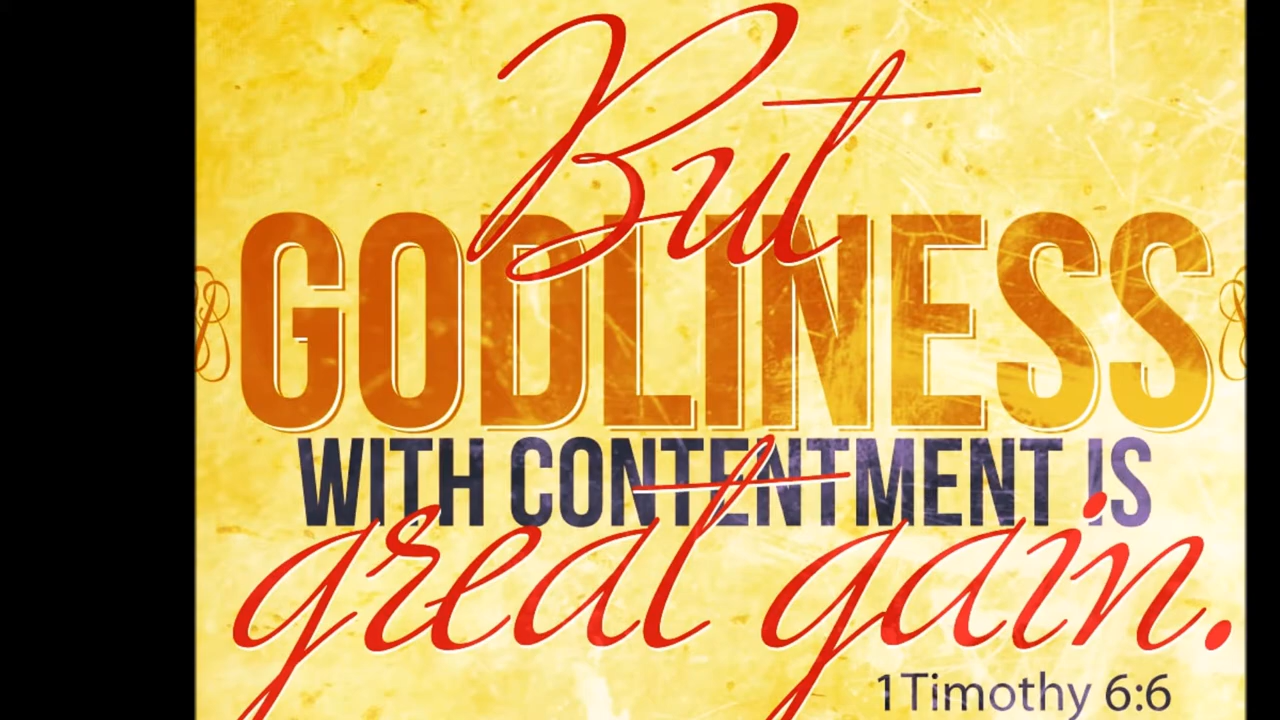 But
GODLINESS
WITH CONTENTMENT IS
great gain.
1Timothy 6:6